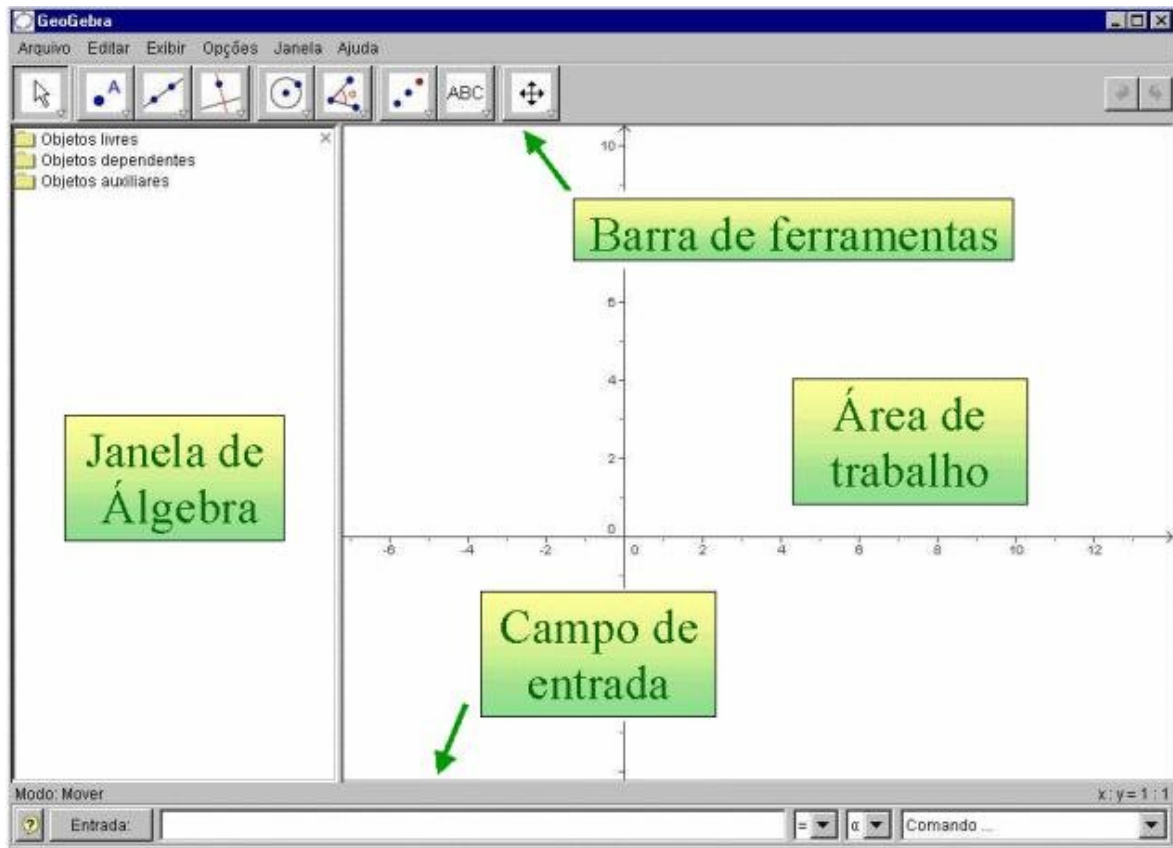 GeoGebra
Arquivo Editar Exibir Opções Janela Ajuda
A
α
ABC
Objetos livres
Objetos dependentes
Objetos auxiliares
10
Barra de ferramentas
6
4
Área de
trabalho
2
Janela de
Álgebra
0
-6 -4 -2 0 2 4 6 8 10 12
Campo de
entrada
Modo: Mover
x : y = 1 : 1
? Entrada: = α Comando ...